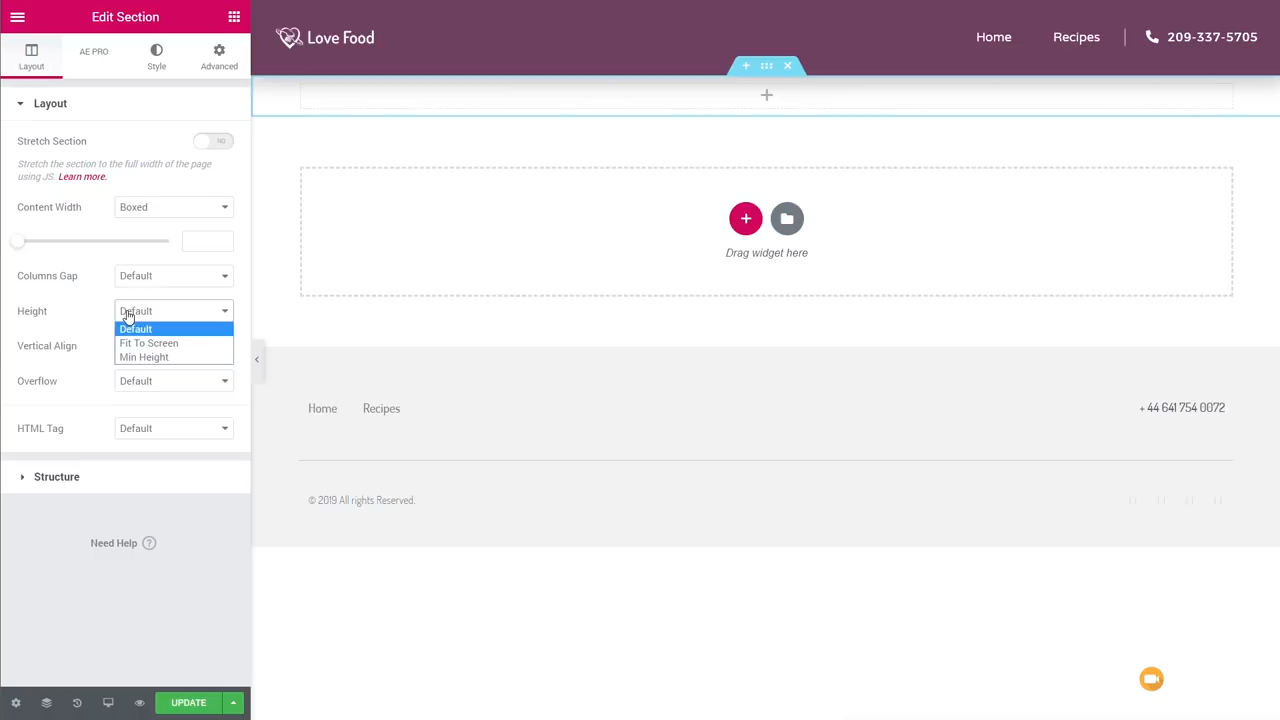 Edit Section
Layout
AE PRO
Style
Advanced
Layout
Stretch Section
NO
Stretch the section to the full width of the page
using JS. Learn more.
Content Width
Boxed
Columns Gap
Default
Height
Default
Default
Fit To Screen
Min Height
Vertical Align
Overflow
Default
HTML Tag
Default
Structure
Need Help ?
UPDATE
Love Food
Home
Recipes
209-337-5705
Drag widget here
Home
Recipes
+ 44 641 754 0072
© 2019 All rights Reserved.